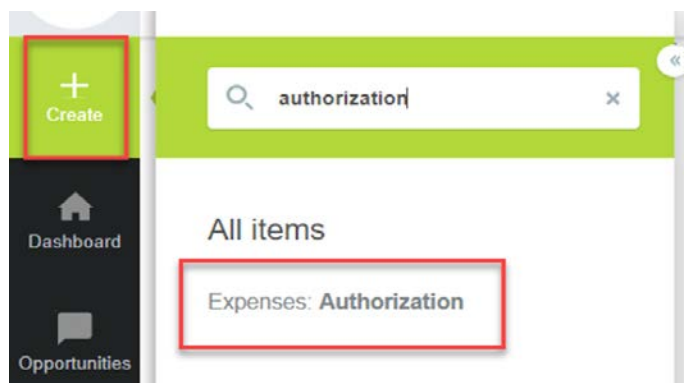 Create
authorization
Dashboard
All items
Expenses: Authorization
Opportunities